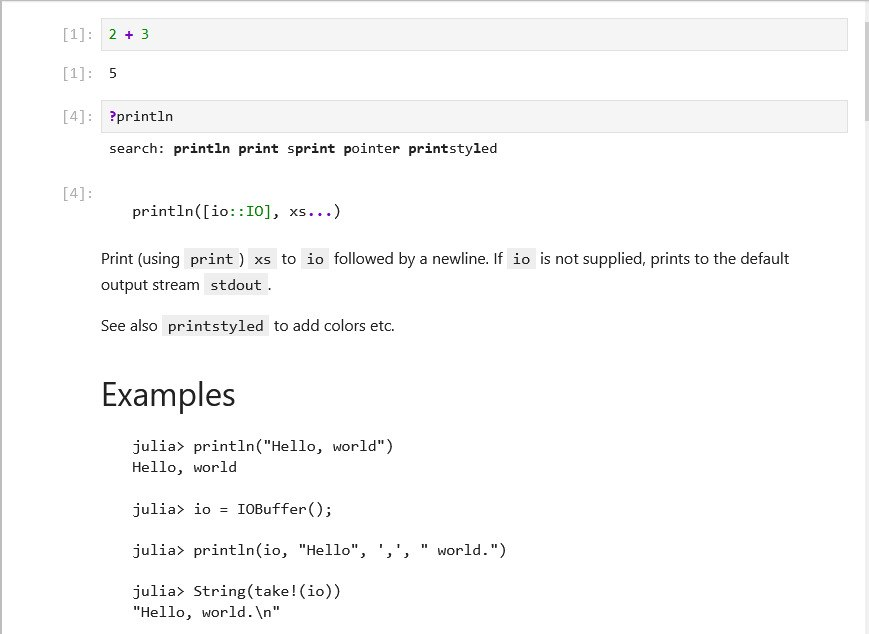 [1]: 2 + 3
[1]: 5
[4]: ?println
search: println print sprint pointer printstyled
[4]:
println([io::IO], xs...)
Print (using print ) xs to io followed by a newline. If io is not supplied, prints to the default
output stream stdout .
See also printstyled to add colors etc.
Examples
julia> println("Hello, world")
Hello, world
julia> io = IOBuffer();
julia> println(io, "Hello", ',', " world.")
julia> String(take!(io))
"Hello, world.\n"